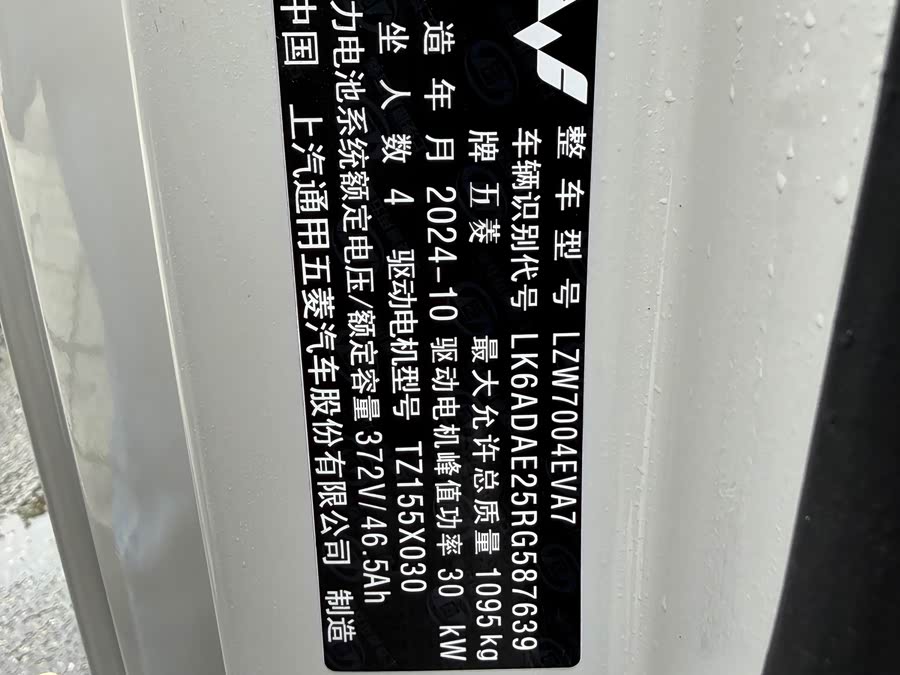 整车型号 LZW7004EVA7
车辆识别代号 LK6ADAE25RG587639
牌 五菱 最大允许总质量 1095kg
造年月 2024-10 驱动电机峰值功率 30 kW
坐人数 4 驱动电机型号 TZ155X030
力电池系统额定电压/额定容量 372V/46.5Ah
中国 上汽通用五菱汽车股份有限公司 制造